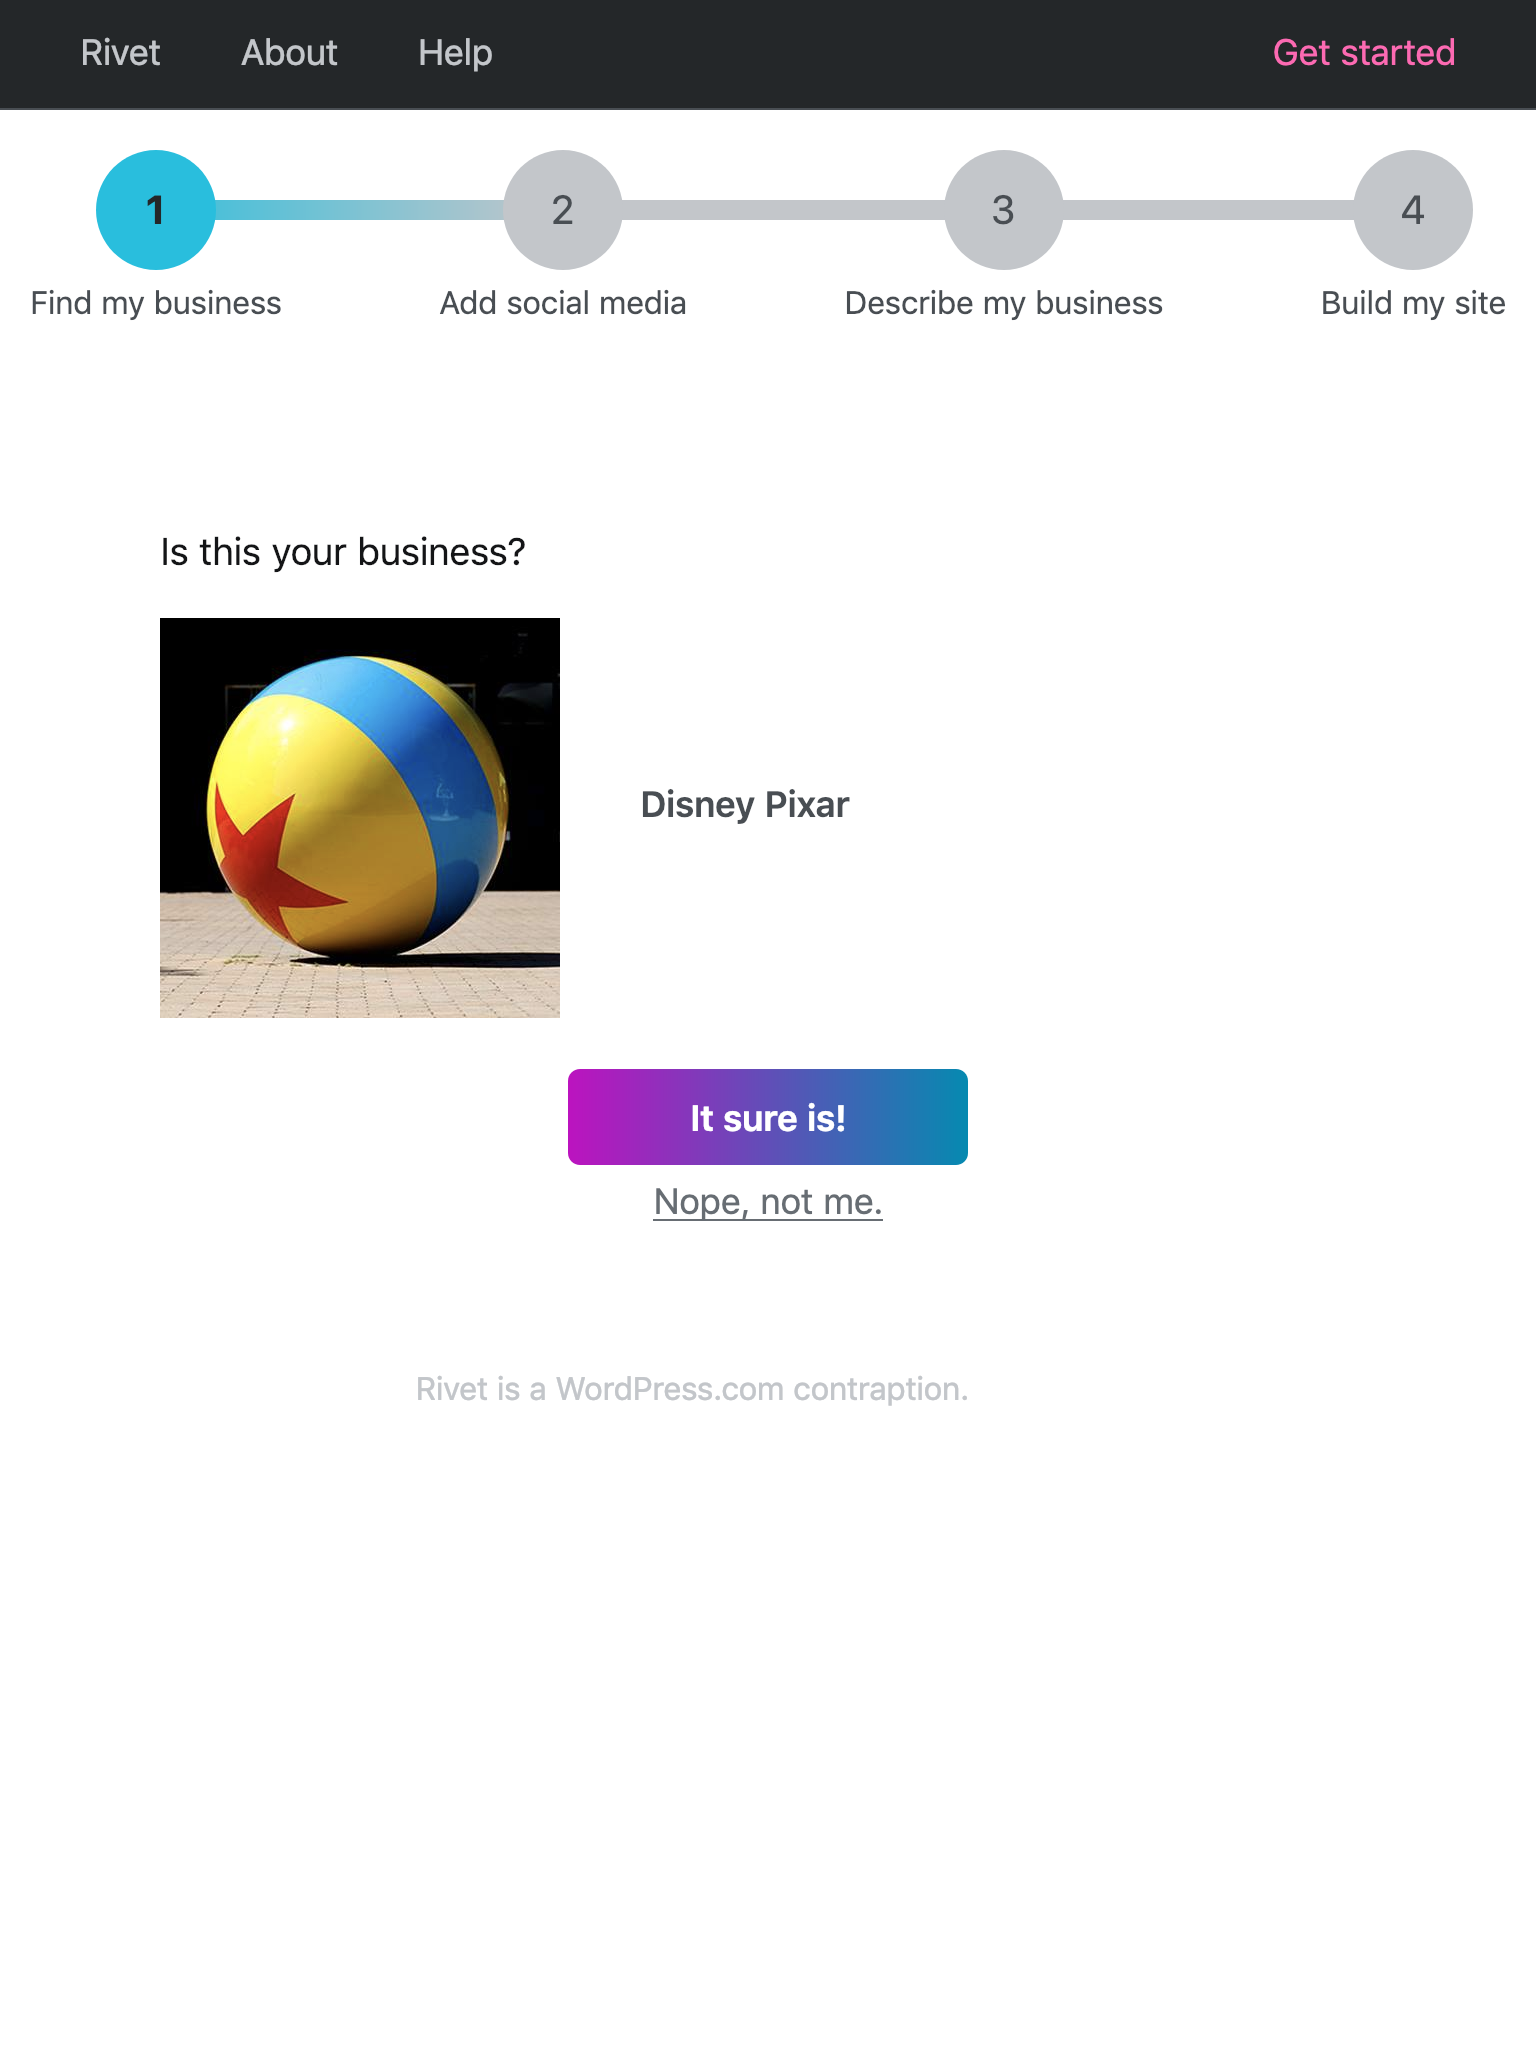 Rivet About Help Get started
1 2 3 4
Find my business Add social media Describe my business Build my site
Is this your business?
Disney Pixar
It sure is!
Nope, not me.
Rivet is a WordPress.com contraption.